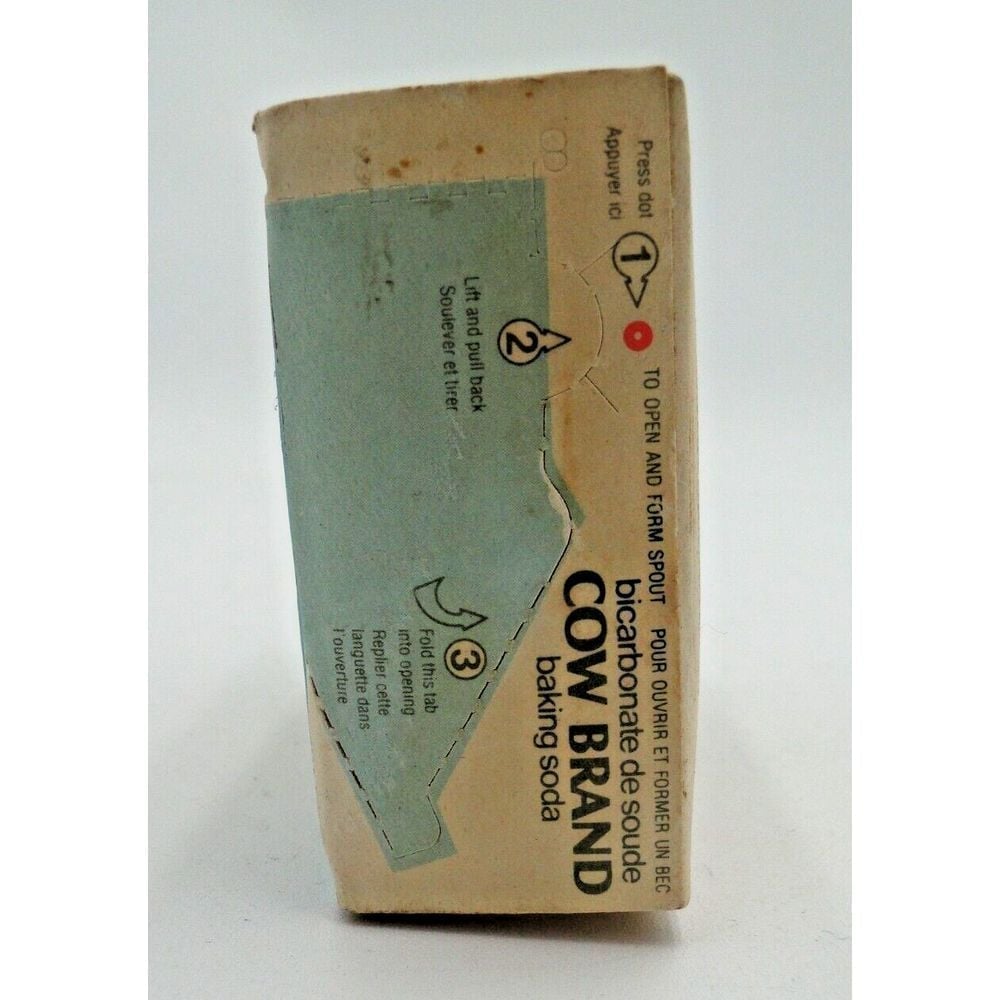 TO OPEN AND FORM SPOUT POUR OUVRIR ET FORMER UN BEC
Press dot
Appuyer ici
1
bicarbonate de soude
COW BRAND
baking soda
2
Lift and pull back
Soulever et tirer
3
Fold this tab
into opening
Replier cette
languette dans
l'ouverture